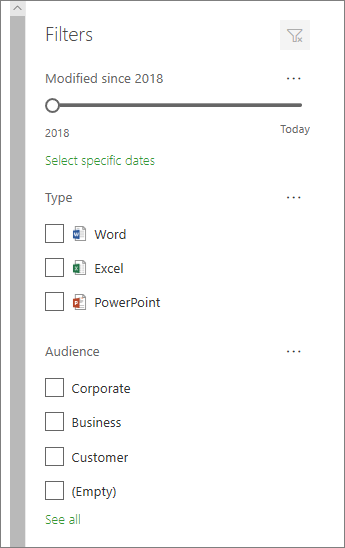 Filters
Modified since 2018 ...
2018 Today
Select specific dates
Type ...
Word
Excel
PowerPoint
Audience ...
Corporate
Business
Customer
(Empty)
See all